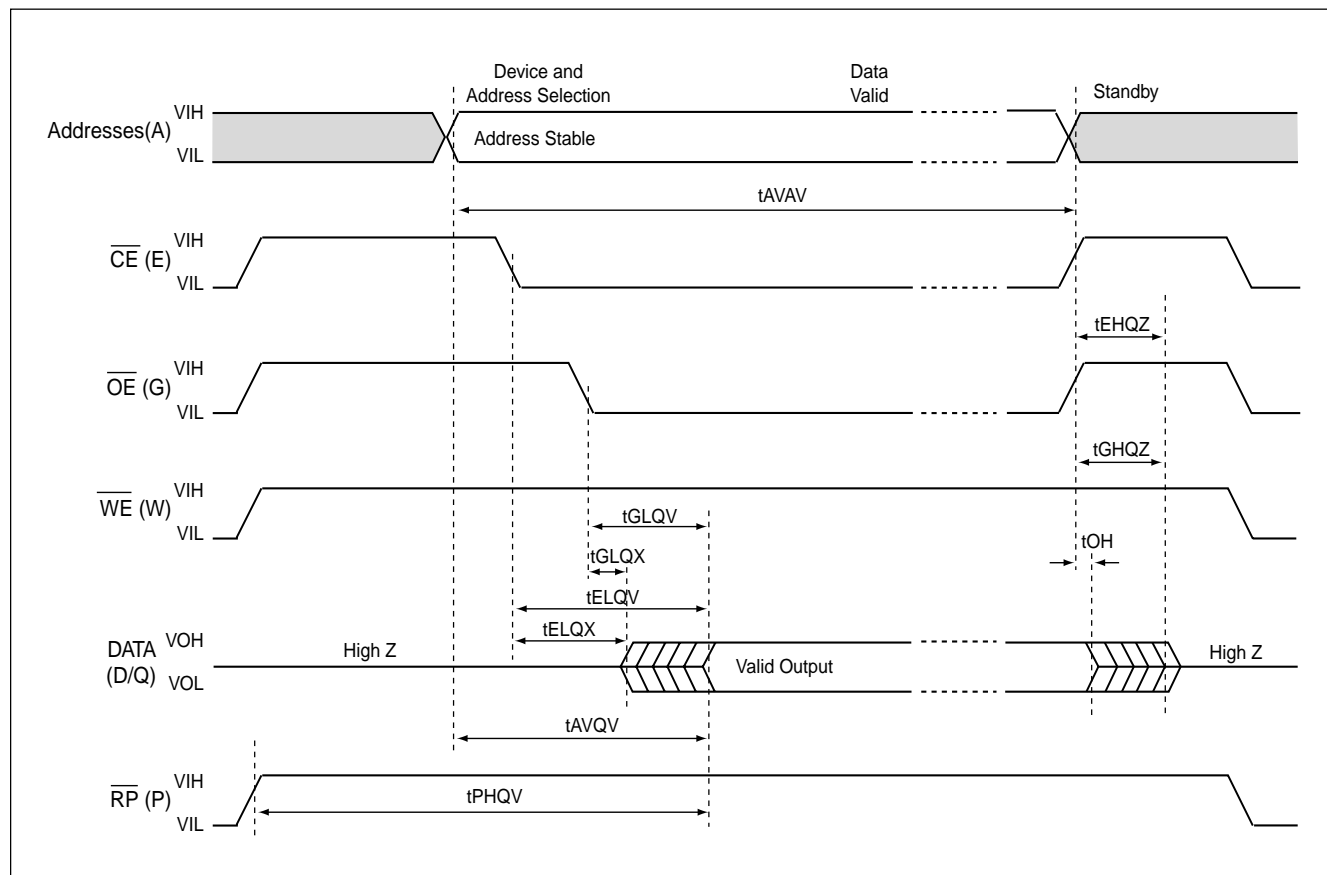 Device and
Address Selection
Data
Valid
Standby
Addresses(A)
VIH
VIL
Address Stable
tAVAV
CE (E)
VIH
VIL
tEHQZ
OE (G)
VIH
VIL
tGHQZ
WE (W)
VIH
VIL
tGLQV
tOH
tGLQX
tELQV
tELQX
DATA
(D/Q)
VOH
VOL
High Z
Valid Output
High Z
tAVQV
RP (P)
VIH
VIL
tPHQV